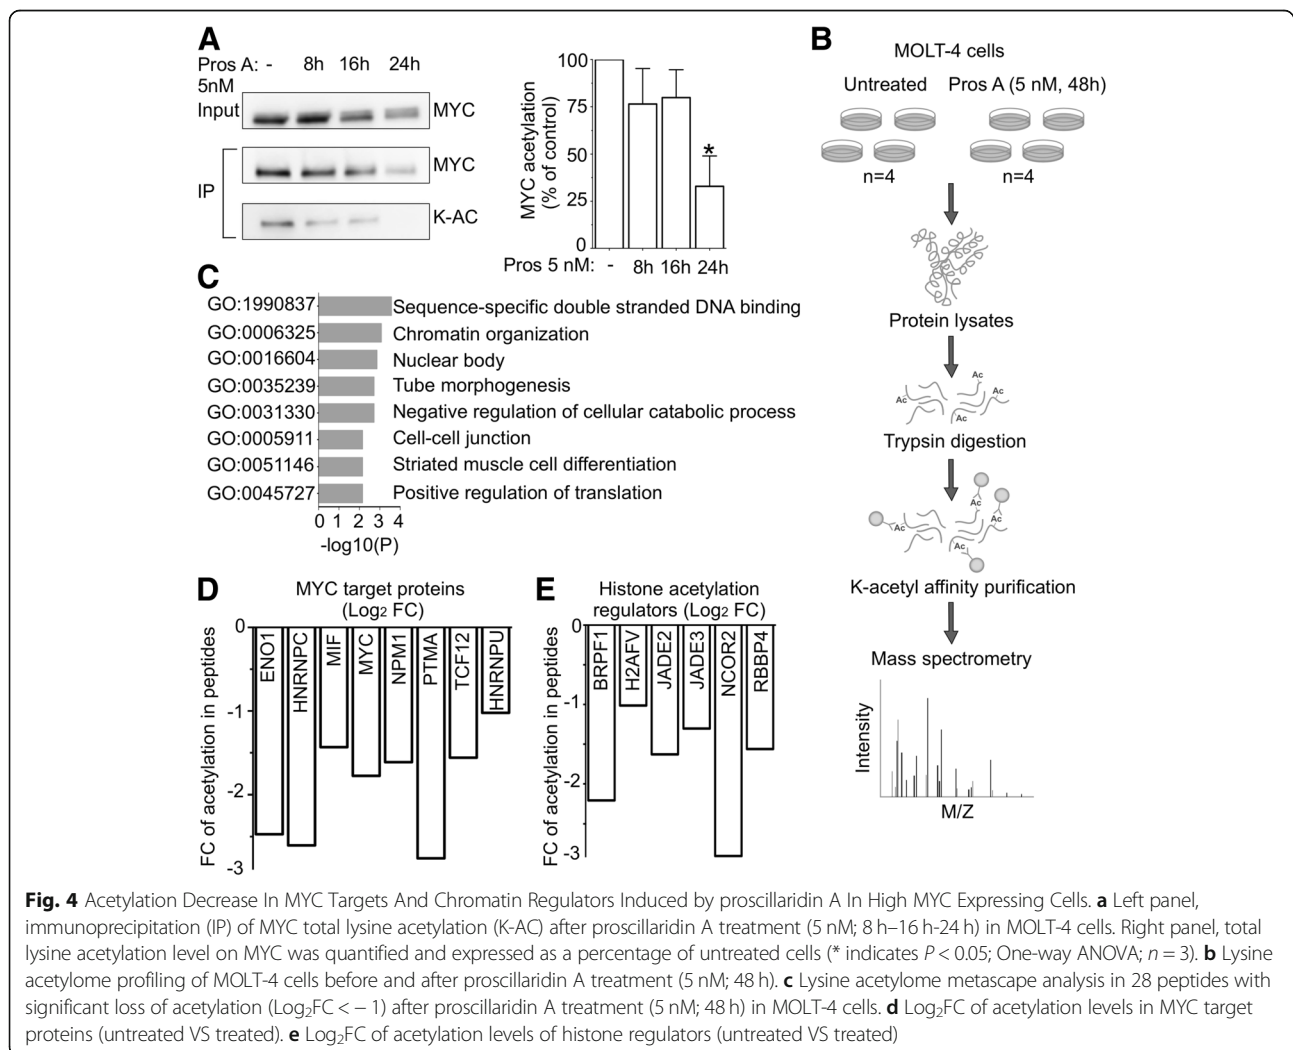 A
Pros A: - 8h 16h 24h
5nM
Input MYC
MYC
IP
K-AC
MYC acetylation
(% of control)
100
75
50
25
0
*
Pros 5 nM: - 8h 16h 24h
B
MOLT-4 cells
Untreated Pros A (5 nM, 48h)
n=4 n=4
Protein lysates
Ac
Ac
Ac
Ac
Trypsin digestion
Ac
Ac
Ac
Ac
K-acetyl affinity purification
Mass spectrometry
Intensity
M/Z
C
GO:1990837 Sequence-specific double stranded DNA binding
GO:0006325 Chromatin organization
GO:0016604 Nuclear body
GO:0035239 Tube morphogenesis
GO:0031330 Negative regulation of cellular catabolic process
GO:0005911 Cell-cell junction
GO:0051146 Striated muscle cell differentiation
GO:0045727 Positive regulation of translation
0 1 2 3 4
-log10(P)
D
MYC target proteins
(Log2 FC)
FC of acetylation in peptides
0
-1
-2
-3
ENO1
HNRNPC
MIF
MYC
NPM1
PTMA
TCF12
HNRNPU
E
Histone acetylation
regulators (Log2 FC)
FC of acetylation in peptides
0
-1
-2
-3
BRPF1
H2AFV
JADE2
JADE3
NCOR2
RBBP4
Fig. 4 Acetylation Decrease In MYC Targets And Chromatin Regulators Induced by proscillaridin A In High MYC Expressing Cells. a Left panel,
immunoprecipitation (IP) of MYC total lysine acetylation (K-AC) after proscillaridin A treatment (5 nM; 8 h–16 h-24 h) in MOLT-4 cells. Right panel, total
lysine acetylation level on MYC was quantified and expressed as a percentage of untreated cells (* indicates P < 0.05; One-way ANOVA; n = 3). b Lysine
acetylome profiling of MOLT-4 cells before and after proscillaridin A treatment (5 nM; 48 h). c Lysine acetylome metascape analysis in 28 peptides with
significant loss of acetylation (Log2FC < − 1) after proscillaridin A treatment (5 nM; 48 h) in MOLT-4 cells. d Log2FC of acetylation levels in MYC target
proteins (untreated VS treated). e Log2FC of acetylation levels of histone regulators (untreated VS treated)